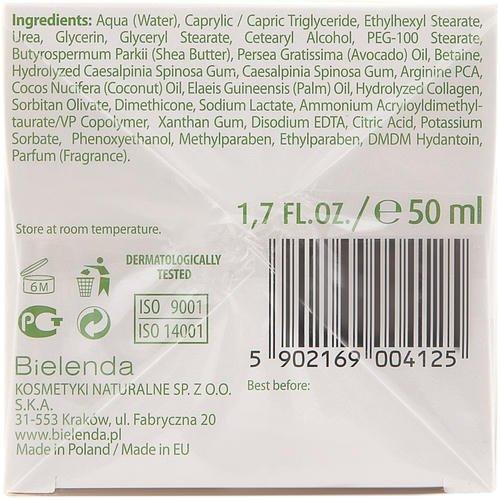 Ingredients: Aqua (Water), Caprylic / Capric Triglyceride, Ethylhexyl Stearate,
Urea, Glycerin, Glyceryl Stearate, Cetearyl Alcohol, PEG-100 Stearate,
Butyrospermum Parkii (Shea Butter), Persea Gratissima (Avocado) Oil, Betaine,
Hydrolyzed Caesalpinia Spinosa Gum, Caesalpinia Spinosa Gum, Arginine PCA,
Cocos Nucifera (Coconut) Oil, Elaeis Guineensis (Palm) Oil, Hydrolyzed Collagen,
Sorbitan Olivate, Dimethicone, Sodium Lactate, Ammonium Acryloyldimethyl-
taurate/VP Copolymer, Xanthan Gum, Disodium EDTA, Citric Acid, Potassium
Sorbate, Phenoxyethanol, Methylparaben, Ethylparaben, DMDM Hydantoin,
Parfum (Fragrance).
1,7 FL.OZ./℮ 50 ml
Store at room temperature.
DERMATOLOGICALLY
TESTED
6M
ISO 9001
ISO 14001
PCT
5 902169 004125
Bielenda
Best before:
KOSMETYKI NATURALNE SP. Z O.O.
S.K.A.
31-553 Kraków, ul. Fabryczna 20
www.bielenda.pl
Made in Poland / Made in EU